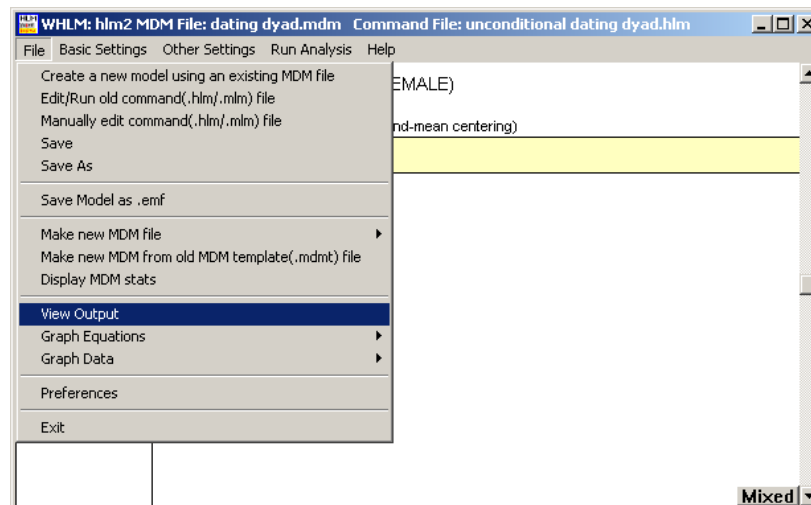 WHLM: hlm2 MDM File: dating dyad.mdm Command File: unconditional dating dyad.hlm
File Basic Settings Other Settings Run Analysis Help
Create a new model using an existing MDM file
Edit/Run old command(.hlm/.mlm) file
Manually edit command(.hlm/.mlm) file
Save
Save As
Save Model as .emf
Make new MDM file
Make new MDM from old MDM template(.mdmt) file
Display MDM stats
View Output
Graph Equations
Graph Data
Preferences
Exit
EMALE)
nd-mean centering)
Mixed